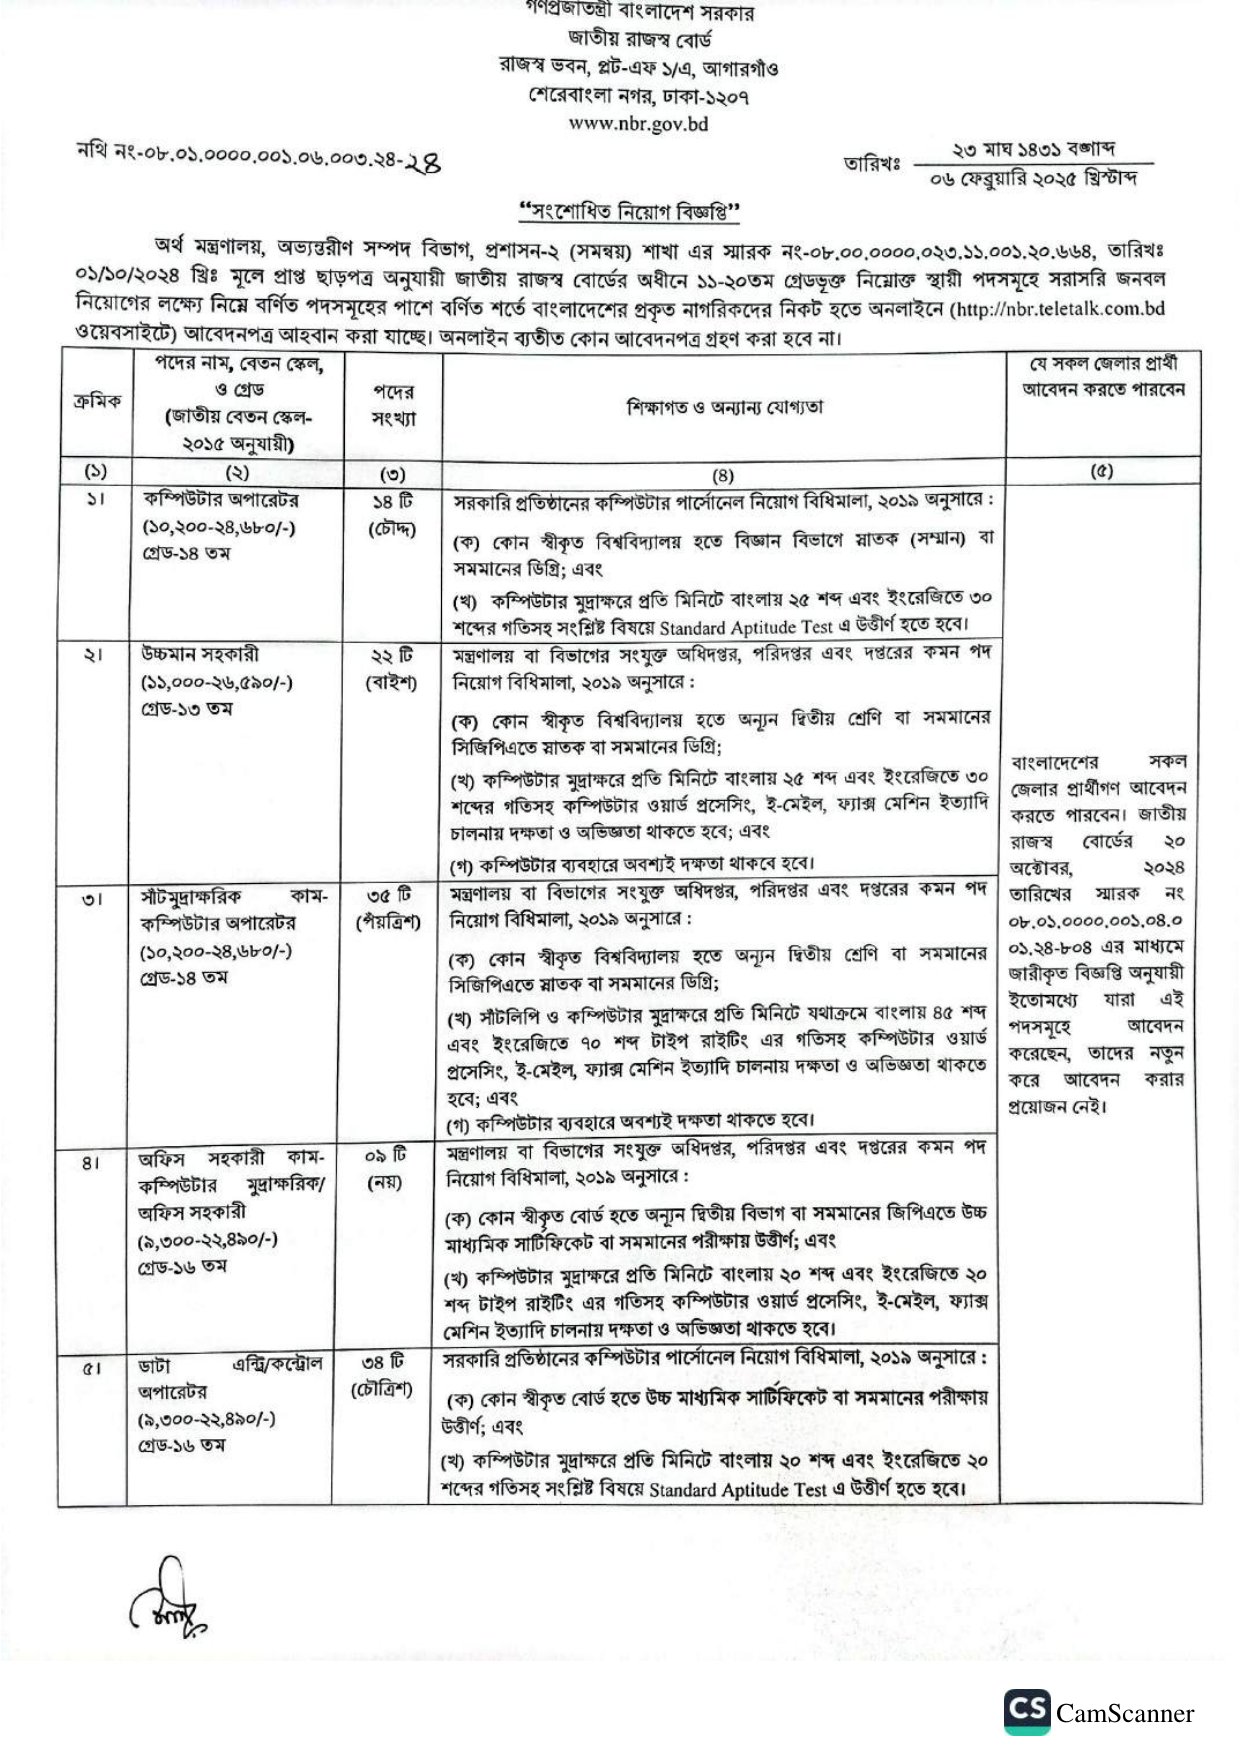 গণপ্রজাতন্ত্রী বাংলাদেশ সরকার
জাতীয় রাজস্ব বোর্ড
রাজস্ব ভবন, প্লট-এফ ১/এ, আগারগাঁও
শেরেবাংলা নগর, ঢাকা-১২০৭
www.nbr.gov.bd
নথি নং-০৮.০১.০০০০.০০১.০৬.০০৩.২৪-২৪
তারিখঃ
২৩ মাঘ ১৪৩১ বঙ্গাব্দ
০৬ ফেব্রুয়ারি ২০২৫ খ্রিস্টাব্দ
“সংশোধিত নিয়োগ বিজ্ঞপ্তি”
অর্থ মন্ত্রণালয়, অভ্যন্তরীণ সম্পদ বিভাগ, প্রশাসন-২ (সমন্বয়) শাখা এর স্মারক নং-০৮.০০.০০০০.০২৩.১১.০০১.২০.৬৬৪, তারিখঃ
০১/১০/২০২৪ খ্রিঃ মূলে প্রাপ্ত ছাড়পত্র অনুযায়ী জাতীয় রাজস্ব বোর্ডের অধীনে ১১-২০তম গ্রেডভূক্ত নিম্নোক্ত স্থায়ী পদসমূহে সরাসরি জনবল
নিয়োগের লক্ষ্যে নিম্নে বর্ণিত পদসমূহের পাশে বর্ণিত শর্তে বাংলাদেশের প্রকৃত নাগরিকদের নিকট হতে অনলাইনে (http://nbr.teletalk.com.bd
ওয়েবসাইটে) আবেদনপত্র আহবান করা যাচ্ছে। অনলাইন ব্যতীত কোন আবেদনপত্র গ্রহণ করা হবে না।
ক্রমিক
পদের নাম, বেতন স্কেল,
ও গ্রেড
(জাতীয় বেতন স্কেল-
২০১৫ অনুযায়ী)
পদের
সংখ্যা
শিক্ষাগত ও অন্যান্য যোগ্যতা
যে সকল জেলার প্রার্থী
আবেদন করতে পারবেন
(১)
(২)
(৩)
(৪)
(৫)
১।
কম্পিউটার অপারেটর
(১০,২০০-২৪,৬৮০/-)
গ্রেড-১৪ তম
১৪ টি
(চৌদ্দ)
সরকারি প্রতিষ্ঠানের কম্পিউটার পার্সোনেল নিয়োগ বিধিমালা, ২০১৯ অনুসারে :
(ক) কোন স্বীকৃত বিশ্ববিদ্যালয় হতে বিজ্ঞান বিভাগে স্নাতক (সম্মান) বা
সমমানের ডিগ্রি; এবং
(খ) কম্পিউটার মুদ্রাক্ষরে প্রতি মিনিটে বাংলায় ২৫ শব্দ এবং ইংরেজিতে ৩০
শব্দের গতিসহ সংশ্লিষ্ট বিষয়ে Standard Aptitude Test এ উত্তীর্ণ হতে হবে।
২।
উচ্চমান সহকারী
(১১,০০০-২৬,৫৯০/-)
গ্রেড-১৩ তম
২২ টি
(বাইশ)
মন্ত্রণালয় বা বিভাগের সংযুক্ত অধিদপ্তর, পরিদপ্তর এবং দপ্তরের কমন পদ
নিয়োগ বিধিমালা, ২০১৯ অনুসারে :
(ক) কোন স্বীকৃত বিশ্ববিদ্যালয় হতে অন্যূন দ্বিতীয় শ্রেণি বা সমমানের
সিজিপিএতে স্নাতক বা সমমানের ডিগ্রি;
(খ) কম্পিউটার মুদ্রাক্ষরে প্রতি মিনিটে বাংলায় ২৫ শব্দ এবং ইংরেজিতে ৩০
শব্দের গতিসহ কম্পিউটার ওয়ার্ড প্রসেসিং, ই-মেইল, ফ্যাক্স মেশিন ইত্যাদি
চালনায় দক্ষতা ও অভিজ্ঞতা থাকতে হবে; এবং
(গ) কম্পিউটার ব্যবহারে অবশ্যই দক্ষতা থাকবে হবে।
৩।
সাঁটমুদ্রাক্ষরিক কাম-
কম্পিউটার অপারেটর
(১০,২০০-২৪,৬৮০/-)
গ্রেড-১৪ তম
৩৫ টি
(পঁয়ত্রিশ)
মন্ত্রণালয় বা বিভাগের সংযুক্ত অধিদপ্তর, পরিদপ্তর এবং দপ্তরের কমন পদ
নিয়োগ বিধিমালা, ২০১৯ অনুসারে :
(ক) কোন স্বীকৃত বিশ্ববিদ্যালয় হতে অন্যূন দ্বিতীয় শ্রেণি বা সমমানের
সিজিপিএতে স্নাতক বা সমমানের ডিগ্রি;
(খ) সাঁটলিপি ও কম্পিউটার মুদ্রাক্ষরে প্রতি মিনিটে যথাক্রমে বাংলায় ৪৫ শব্দ
এবং ইংরেজিতে ৭০ শব্দ টাইপ রাইটিং এর গতিসহ কম্পিউটার ওয়ার্ড
প্রসেসিং, ই-মেইল, ফ্যাক্স মেশিন ইত্যাদি চালনায় দক্ষতা ও অভিজ্ঞতা থাকতে
হবে; এবং
(গ) কম্পিউটার ব্যবহারে অবশ্যই দক্ষতা থাকতে হবে।
৪।
অফিস সহকারী কাম-
কম্পিউটার মুদ্রাক্ষরিক/
অফিস সহকারী
(৯,৩০০-২২,৪৯০/-)
গ্রেড-১৬ তম
০৯ টি
(নয়)
মন্ত্রণালয় বা বিভাগের সংযুক্ত অধিদপ্তর, পরিদপ্তর এবং দপ্তরের কমন পদ
নিয়োগ বিধিমালা, ২০১৯ অনুসারে :
(ক) কোন স্বীকৃত বোর্ড হতে অন্যূন দ্বিতীয় বিভাগ বা সমমানের জিপিএতে উচ্চ
মাধ্যমিক সার্টিফিকেট বা সমমানের পরীক্ষায় উত্তীর্ণ; এবং
(খ) কম্পিউটার মুদ্রাক্ষরে প্রতি মিনিটে বাংলায় ২০ শব্দ এবং ইংরেজিতে ২০
শব্দ টাইপ রাইটিং এর গতিসহ কম্পিউটার ওয়ার্ড প্রসেসিং, ই-মেইল, ফ্যাক্স
মেশিন ইত্যাদি চালনায় দক্ষতা ও অভিজ্ঞতা থাকতে হবে।
৫।
ডাটা এন্ট্রি/কন্ট্রোল
অপারেটর
(৯,৩০০-২২,৪৯০/-)
গ্রেড-১৬ তম
৩৪ টি
(চৌত্রিশ)
সরকারি প্রতিষ্ঠানের কম্পিউটার পার্সোনেল নিয়োগ বিধিমালা, ২০১৯ অনুসারে :
(ক) কোন স্বীকৃত বোর্ড হতে উচ্চ মাধ্যমিক সার্টিফিকেট বা সমমানের পরীক্ষায়
উত্তীর্ণ; এবং
(খ) কম্পিউটার মুদ্রাক্ষরে প্রতি মিনিটে বাংলায় ২০ শব্দ এবং ইংরেজিতে ২০
শব্দের গতিসহ সংশ্লিষ্ট বিষয়ে Standard Aptitude Test এ উত্তীর্ণ হতে হবে।
বাংলাদেশের সকল
জেলার প্রার্থীগণ আবেদন
করতে পারবেন। জাতীয়
রাজস্ব বোর্ডের ২০
অক্টোবর, ২০২৪
তারিখের স্মারক নং
০৮.০১.০০০০.০০১.০৪.০
০১.২৪-৮০৪ এর মাধ্যমে
জারীকৃত বিজ্ঞপ্তি অনুযায়ী
ইতোমধ্যে যারা এই
পদসমূহে আবেদন
করেছেন, তাদের নতুন
করে আবেদন করার
প্রয়োজন নেই।
CS CamScanner